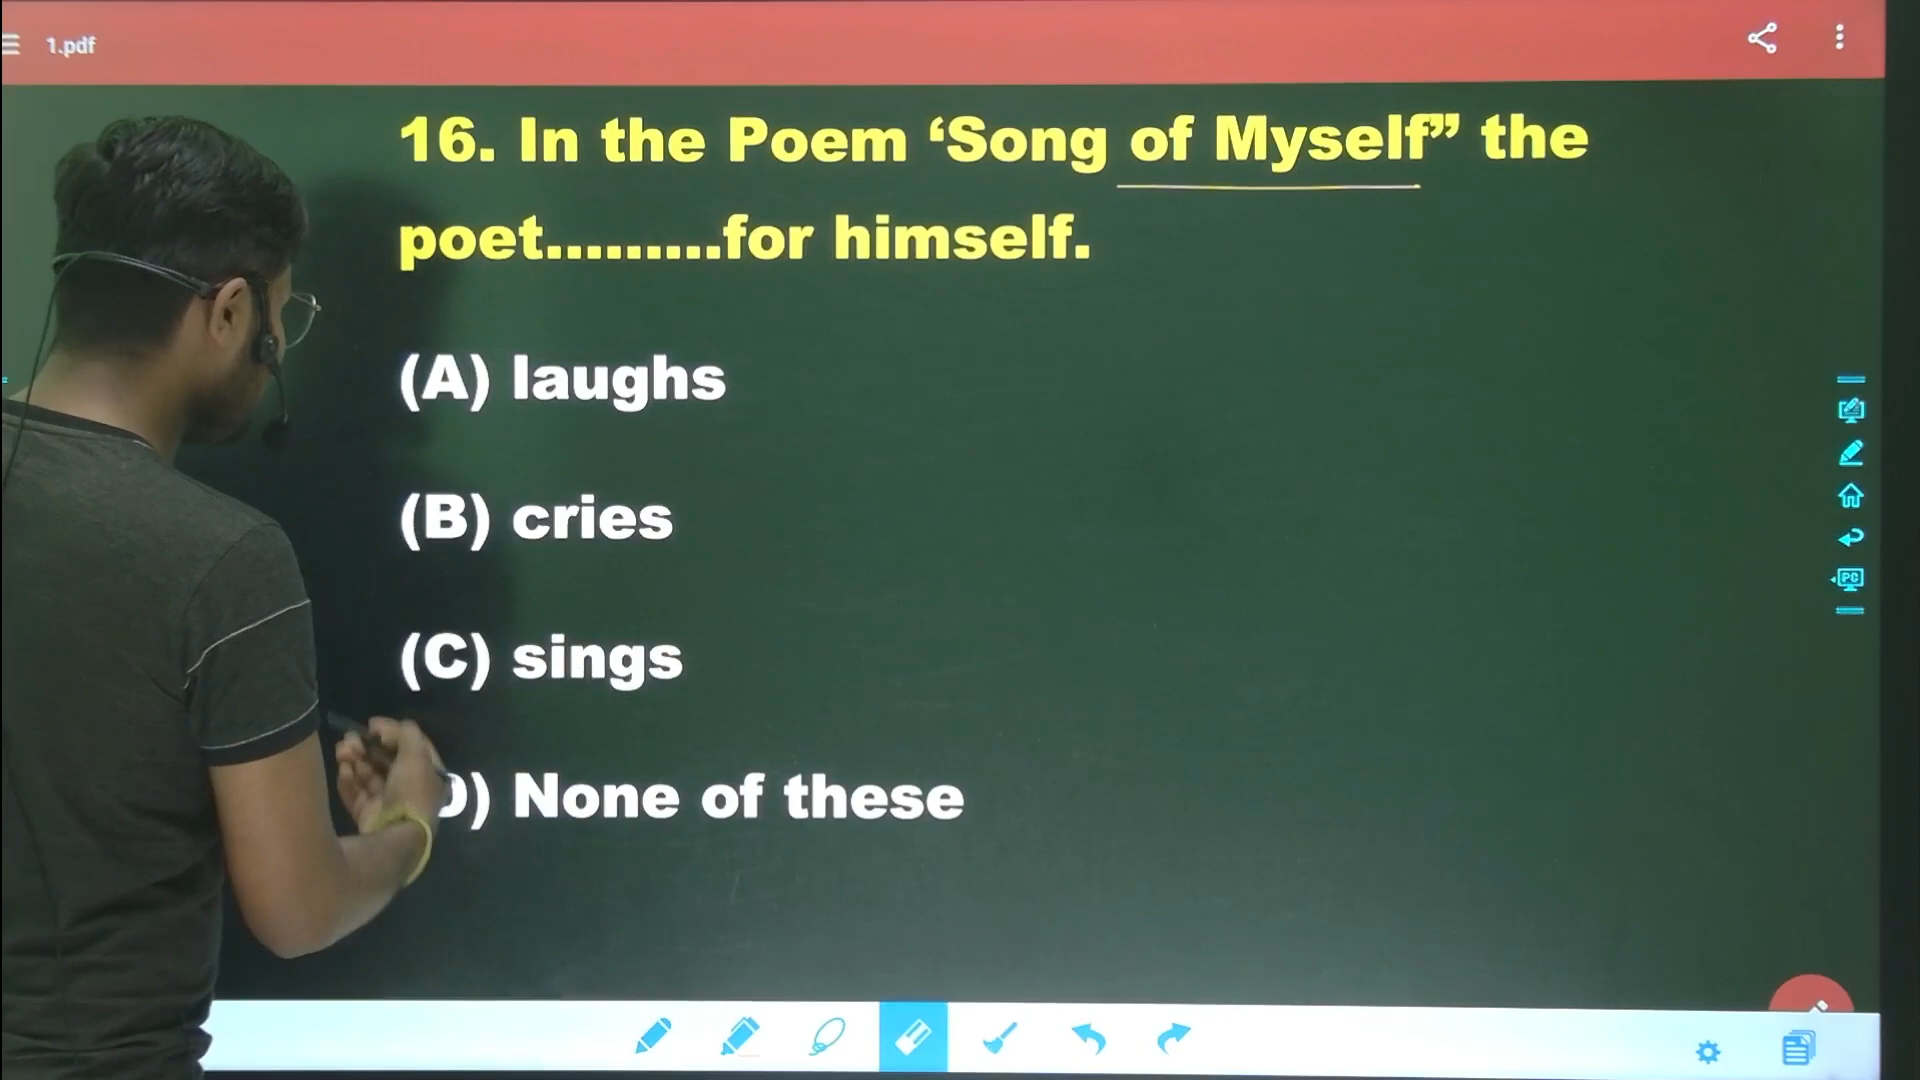 1.pdf
16. In the Poem ‘Song of Myself” the
poet.........for himself.
(A) laughs
(B) cries
(C) sings
D) None of these
PC